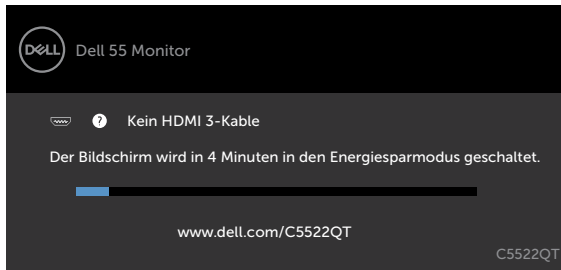 DELL
Dell 55 Monitor
? Kein HDMI 3-Kable
Der Bildschirm wird in 4 Minuten in den Energiesparmodus geschaltet.
www.dell.com/C5522QT
C5522QT